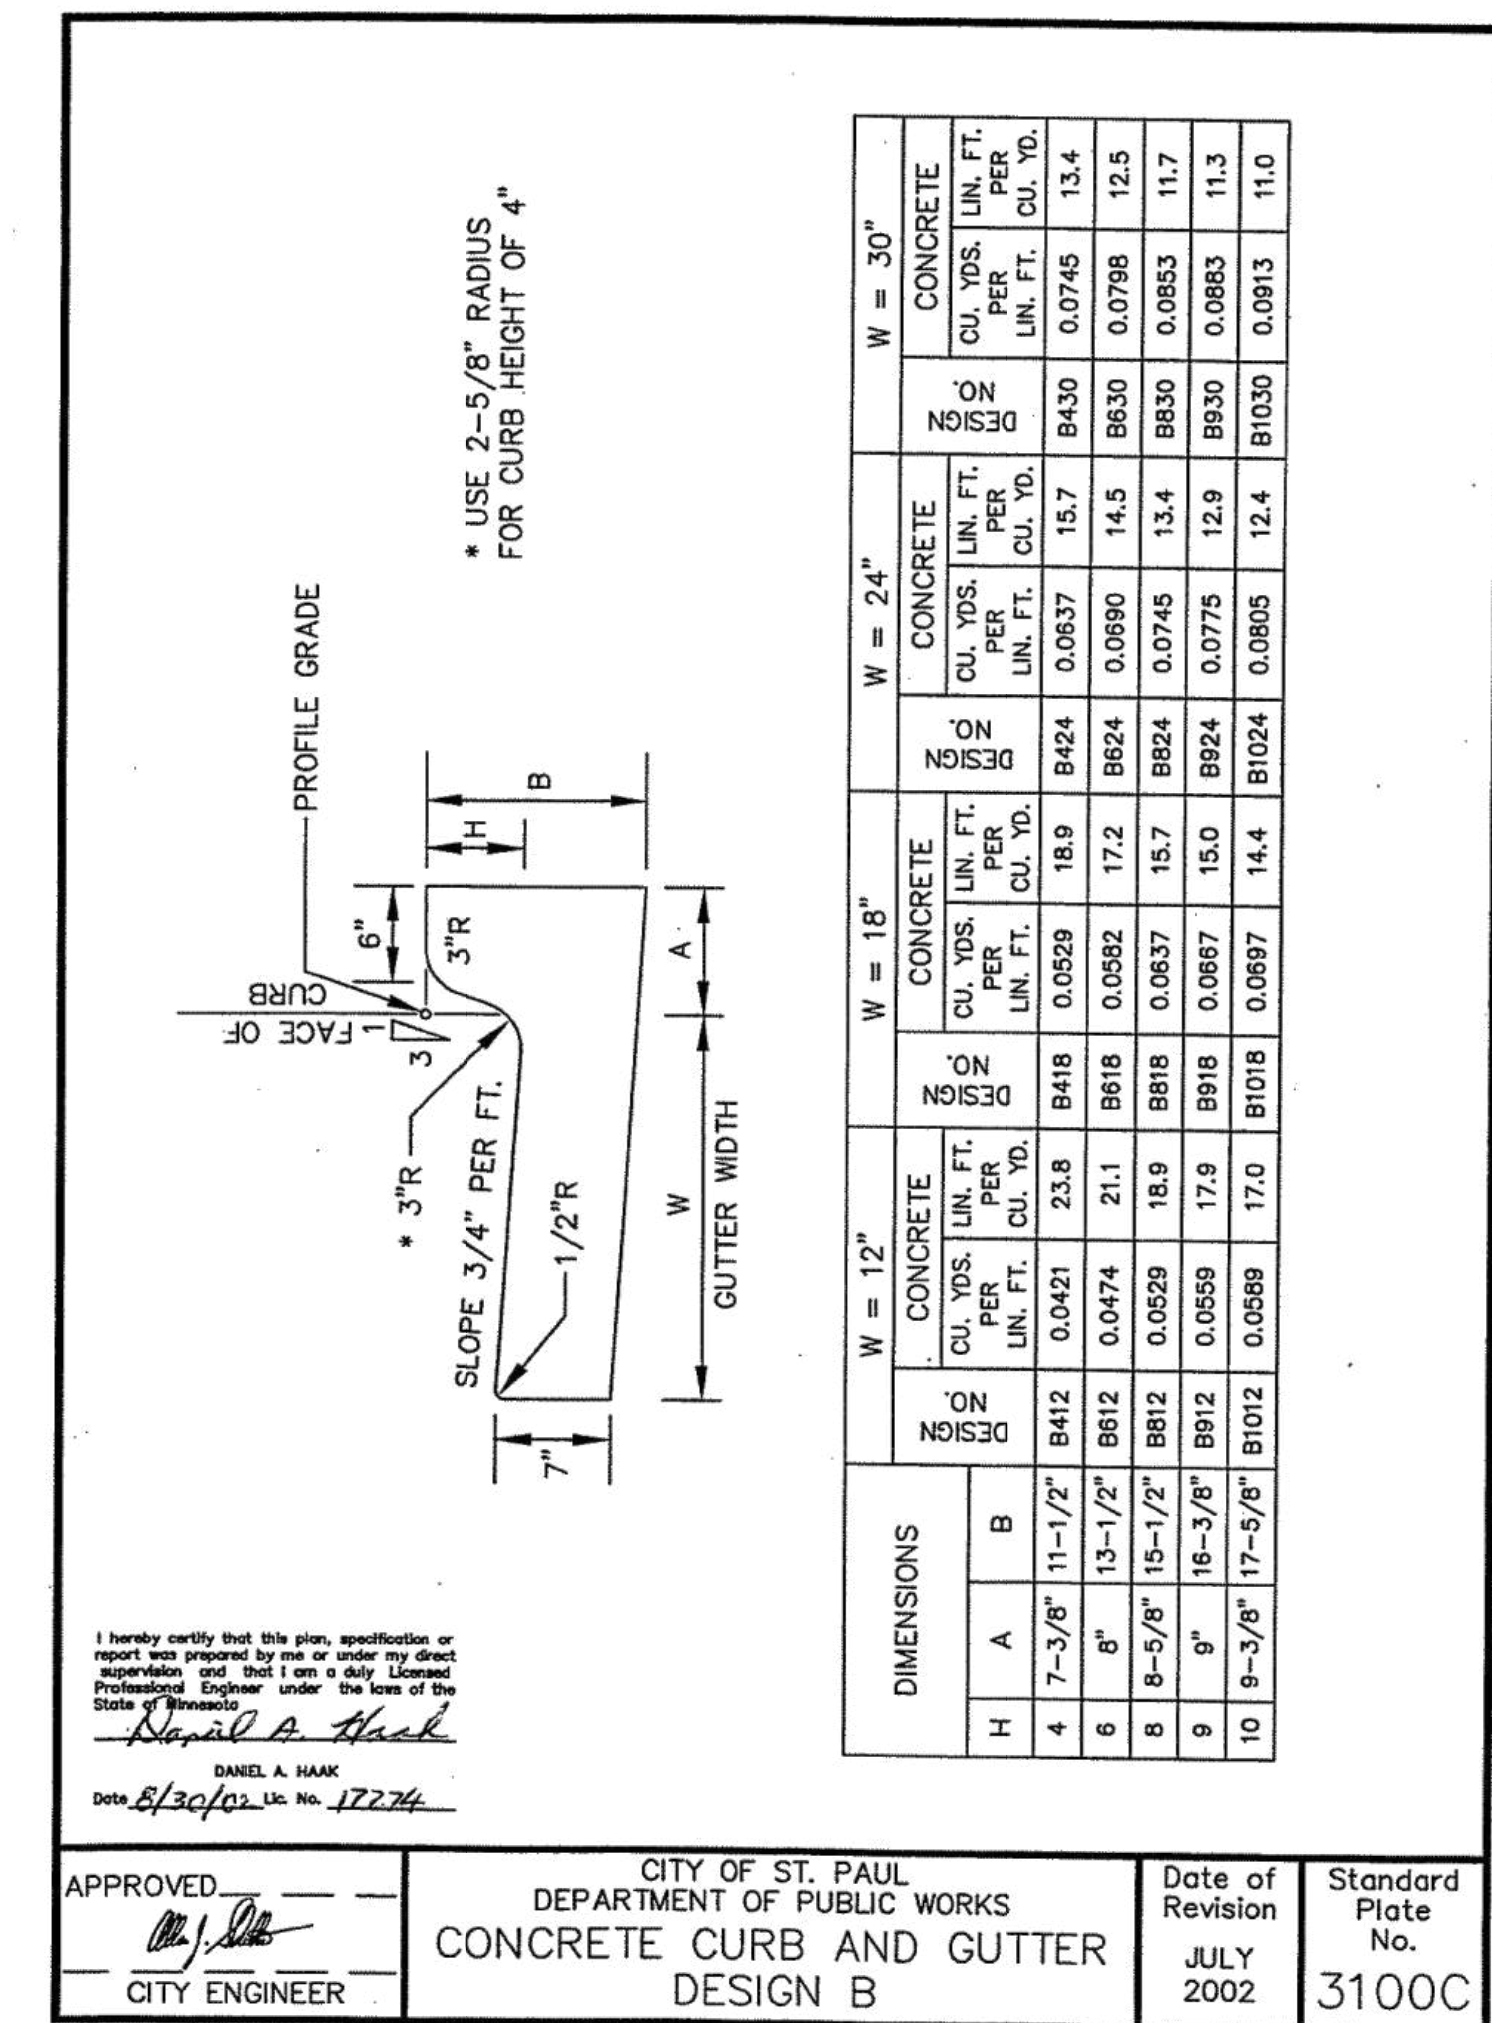 * USE 2-5/8" RADIUS
FOR CURB HEIGHT OF 4"
PROFILE GRADE
FACE OF CURB
1
3
6"
3"R
* 3"R
SLOPE 3/4" PER FT.
1/2"R
7"
H
B
A
W
GUTTER WIDTH
DIMENSIONS W = 12" W = 18" W = 24" W = 30"
DESIGN NO. CONCRETE DESIGN NO. CONCRETE DESIGN NO. CONCRETE DESIGN NO. CONCRETE
H A B CU. YDS. PER LIN. FT. LIN. FT. PER CU. YD. CU. YDS. PER LIN. FT. LIN. FT. PER CU. YD. CU. YDS. PER LIN. FT. LIN. FT. PER CU. YD. CU. YDS. PER LIN. FT. LIN. FT. PER CU. YD.
4 7-3/8" 11-1/2" B412 0.0421 23.8 B418 0.0529 18.9 B424 0.0637 15.7 B430 0.0745 13.4
6 8" 13-1/2" B612 0.0474 21.1 B618 0.0582 17.2 B624 0.0690 14.5 B630 0.0798 12.5
8 8-5/8" 15-1/2" B812 0.0529 18.9 B818 0.0637 15.7 B824 0.0745 13.4 B830 0.0853 11.7
9 9" 16-3/8" B912 0.0559 17.9 B918 0.0667 15.0 B924 0.0775 12.9 B930 0.0883 11.3
10 9-3/8" 17-5/8" B1012 0.0589 17.0 B1018 0.0697 14.4 B1024 0.0805 12.4 B1030 0.0913 11.0
I hereby certify that this plan, specification or
report was prepared by me or under my direct
supervision and that I am a duly Licensed
Professional Engineer under the laws of the
State of Minnesota
Daniel A. Haak
DANIEL A. HAAK
Date 8/30/02 Lic. No. 17274
APPROVED
CITY ENGINEER
CITY OF ST. PAUL
DEPARTMENT OF PUBLIC WORKS
CONCRETE CURB AND GUTTER
DESIGN B
Date of
Revision
JULY
2002
Standard
Plate
No.
3100C